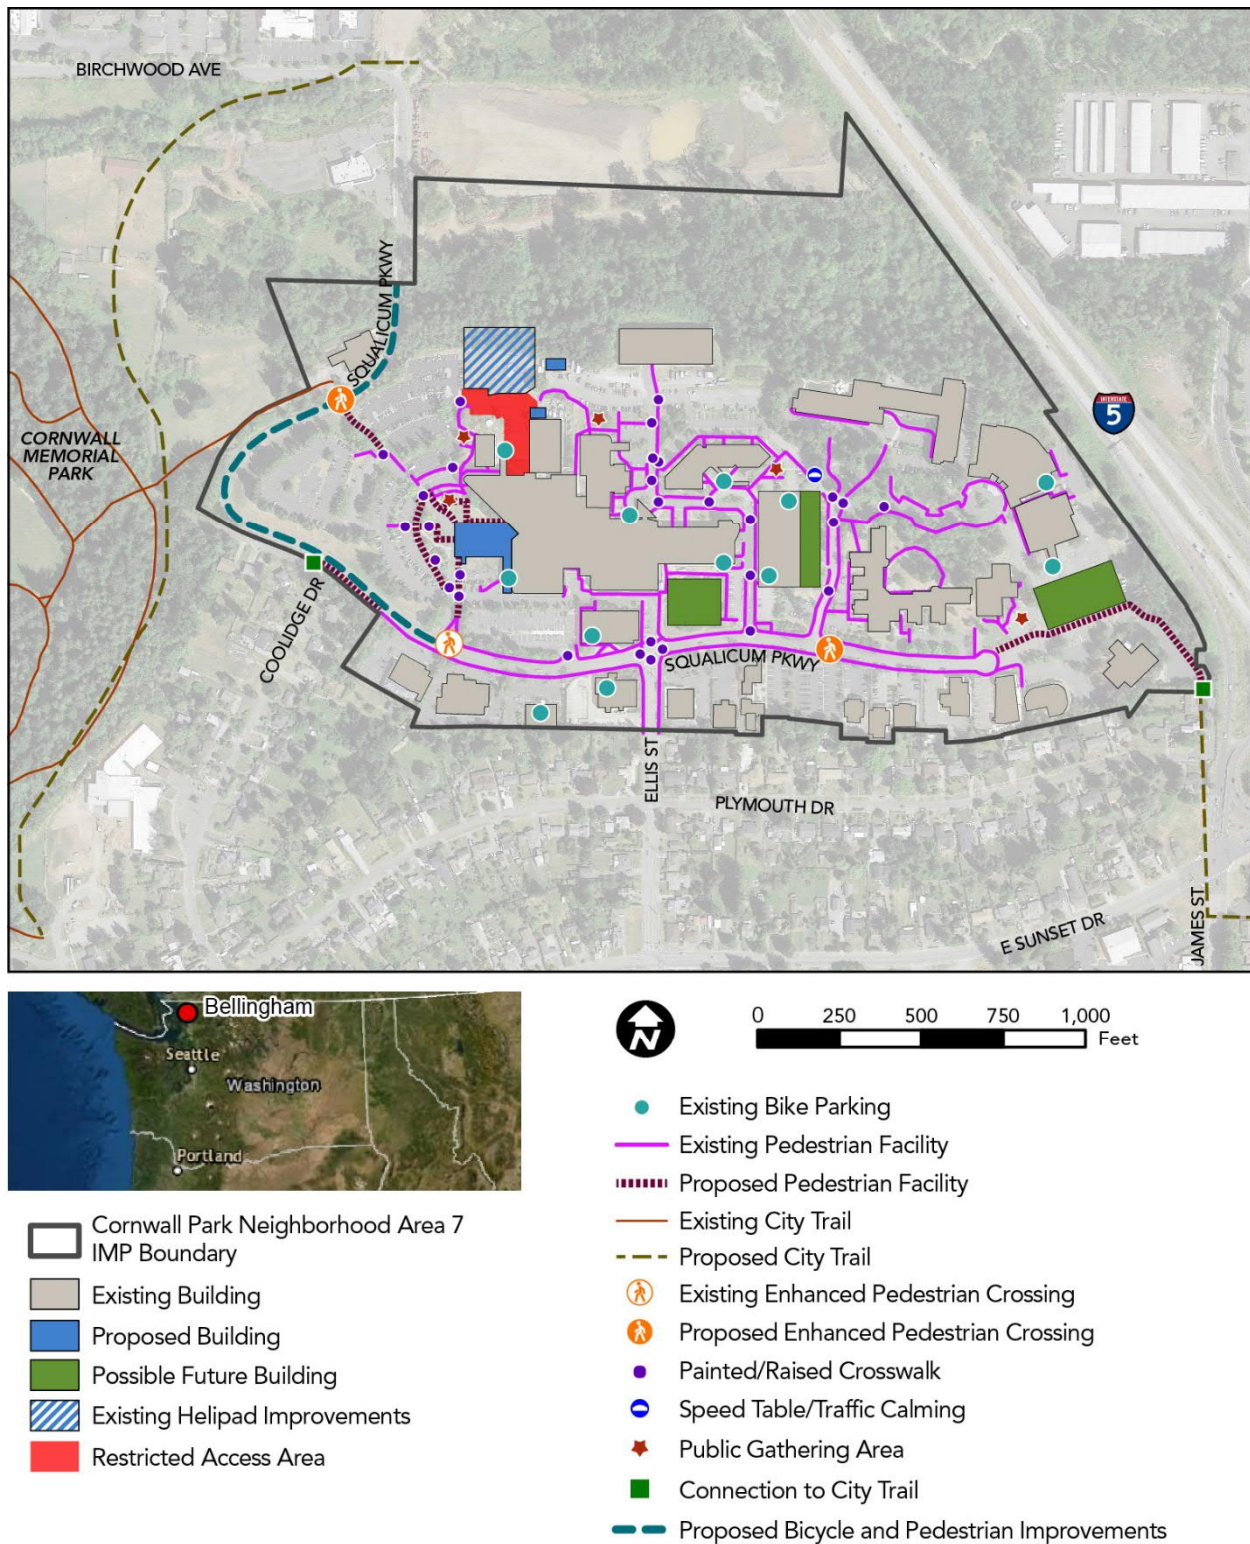 BIRCHWOOD AVE
SQUALICUM PKWY
INTERSTATE
5
CORNWALL
MEMORIAL
PARK
COOLIDGE DR
SQUALICUM PKWY
ELLIS ST
PLYMOUTH DR
E SUNSET DR
JAMES ST
Bellingham
Seattle
Washington
Portland
N
0 250 500 750 1,000
Feet
Cornwall Park Neighborhood Area 7
IMP Boundary
Existing Building
Proposed Building
Possible Future Building
Existing Helipad Improvements
Restricted Access Area
Existing Bike Parking
Existing Pedestrian Facility
Proposed Pedestrian Facility
Existing City Trail
Proposed City Trail
Existing Enhanced Pedestrian Crossing
Proposed Enhanced Pedestrian Crossing
Painted/Raised Crosswalk
Speed Table/Traffic Calming
Public Gathering Area
Connection to City Trail
Proposed Bicycle and Pedestrian Improvements